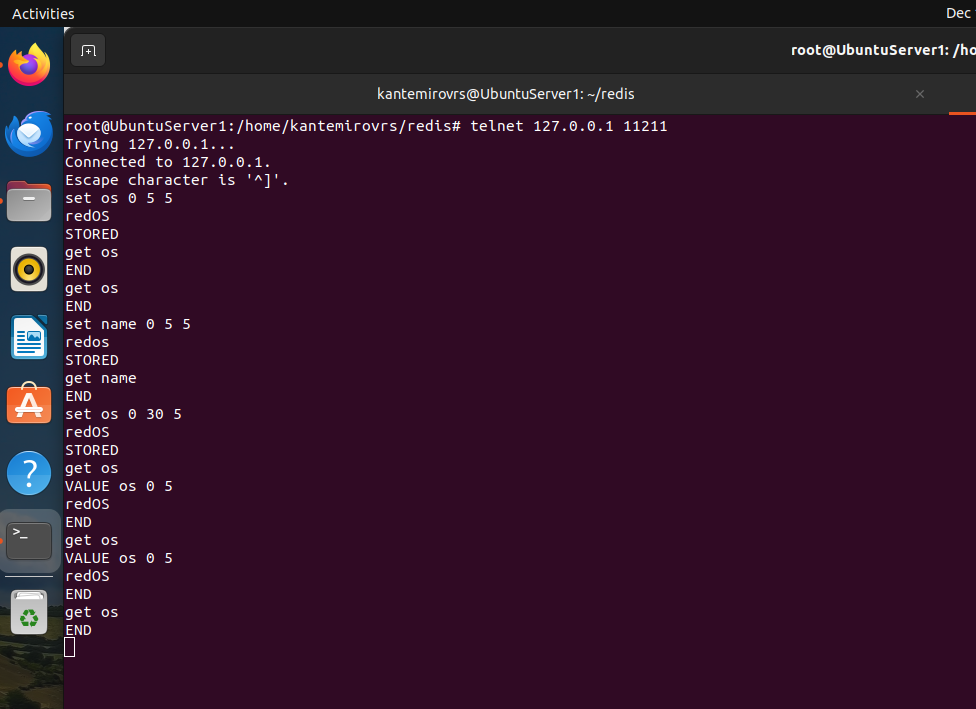 Activities
Dec
root@UbuntuServer1: /ho
kantemirovrs@UbuntuServer1: ~/redis
root@UbuntuServer1:/home/kantemirovrs/redis# telnet 127.0.0.1 11211
Trying 127.0.0.1...
Connected to 127.0.0.1.
Escape character is '^]'.
set os 0 5 5
redOS
STORED
get os
END
get os
END
set name 0 5 5
redos
STORED
get name
END
set os 0 30 5
redOS
STORED
get os
VALUE os 0 5
redOS
END
get os
VALUE os 0 5
redOS
END
get os
END